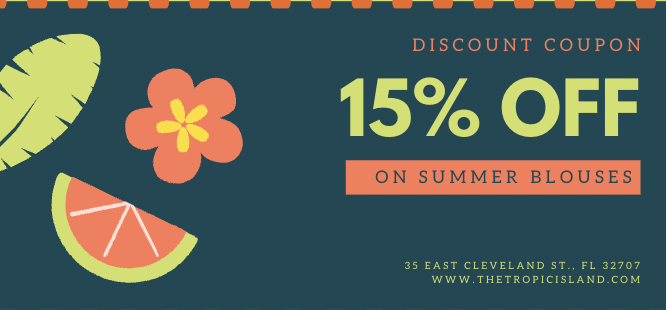 DISCOUNT COUPON
15% OFF
ON SUMMER BLOUSES
35 EAST CLEVELAND ST., FL 32707
WWW.THETROPICISLAND.COM